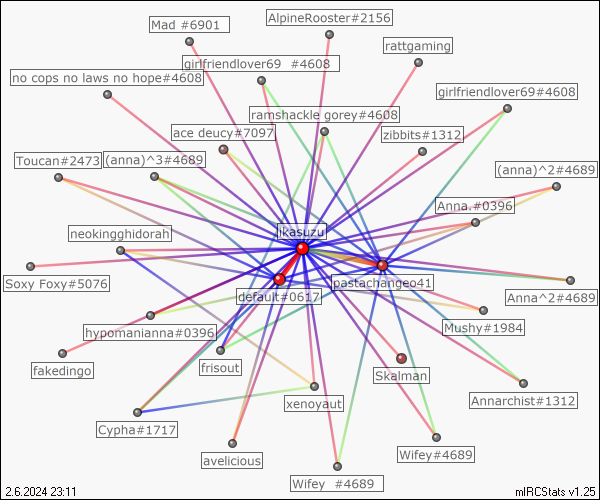 AlpineRooster#2156
Mad #6901
rattgaming
girlfriendlover69 #4608
no cops no laws no hope#4608
girlfriendlover69#4608
ramshackle gorey#4608
ace deucy#7097
zibbits#1312
Toucan#2473
(anna)^3#4689
(anna)^2#4689
Anna.#0396
ikasuzu
neokingghidorah
Soxy Foxy#5076
pastachangeo41
default#0617
Anna^2#4689
hypomanianna#0396
Mushy#1984
fakedingo
frisout
Skalman
xenoyaut
Annarchist#1312
Cypha#1717
avelicious
Wifey#4689
Wifey #4689
2.6.2024 23:11
mIRCStats v1.25